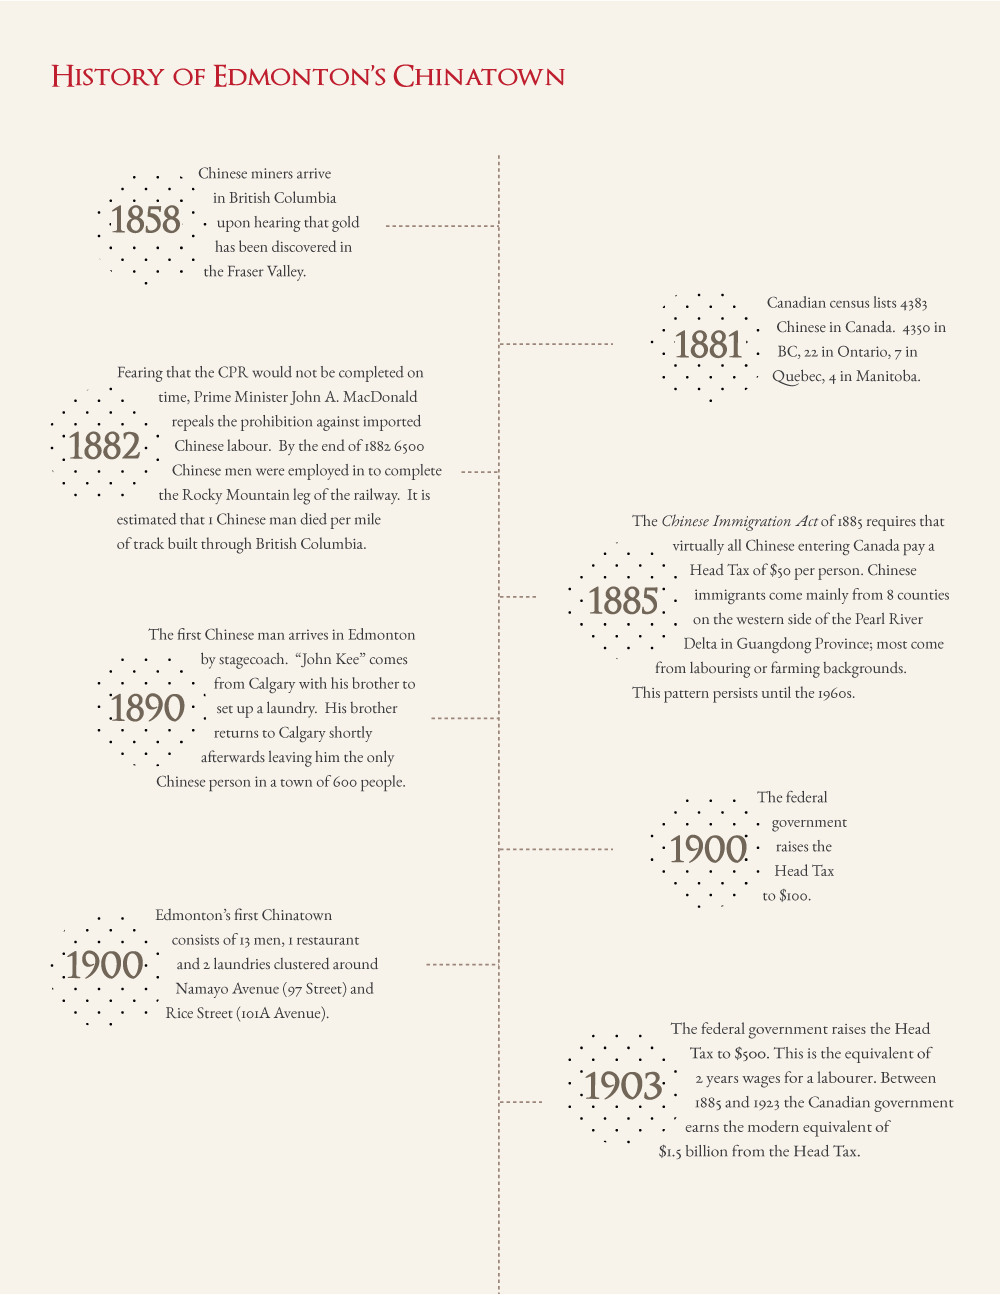 History of Edmonton's Chinatown
1858
Chinese miners arrive
in British Columbia
upon hearing that gold
has been discovered in
the Fraser Valley.
1881
Canadian census lists 4383
Chinese in Canada.  4350 in
BC, 22 in Ontario, 7 in
Quebec, 4 in Manitoba.
1882
Fearing that the CPR would not be completed on
time, Prime Minister John A. MacDonald
repeals the prohibition against imported
Chinese labour.  By the end of 1882 6500
Chinese men were employed in to complete
the Rocky Mountain leg of the railway.  It is
estimated that 1 Chinese man died per mile
of track built through British Columbia.
1885
The Chinese Immigration Act of 1885 requires that
virtually all Chinese entering Canada pay a
Head Tax of $50 per person. Chinese
immigrants come mainly from 8 counties
on the western side of the Pearl River
Delta in Guangdong Province; most come
from labouring or farming backgrounds.
This pattern persists until the 1960s.
1890
The first Chinese man arrives in Edmonton
by stagecoach.  “John Kee” comes
from Calgary with his brother to
set up a laundry.  His brother
returns to Calgary shortly
afterwards leaving him the only
Chinese person in a town of 600 people.
1900
The federal
government
raises the
Head Tax
to $100.
1900
Edmonton’s first Chinatown
consists of 13 men, 1 restaurant
and 2 laundries clustered around
Namayo Avenue (97 Street) and
Rice Street (101A Avenue).
1903
The federal government raises the Head
Tax to $500. This is the equivalent of
2 years wages for a labourer. Between
1885 and 1923 the Canadian government
earns the modern equivalent of
$1.5 billion from the Head Tax.